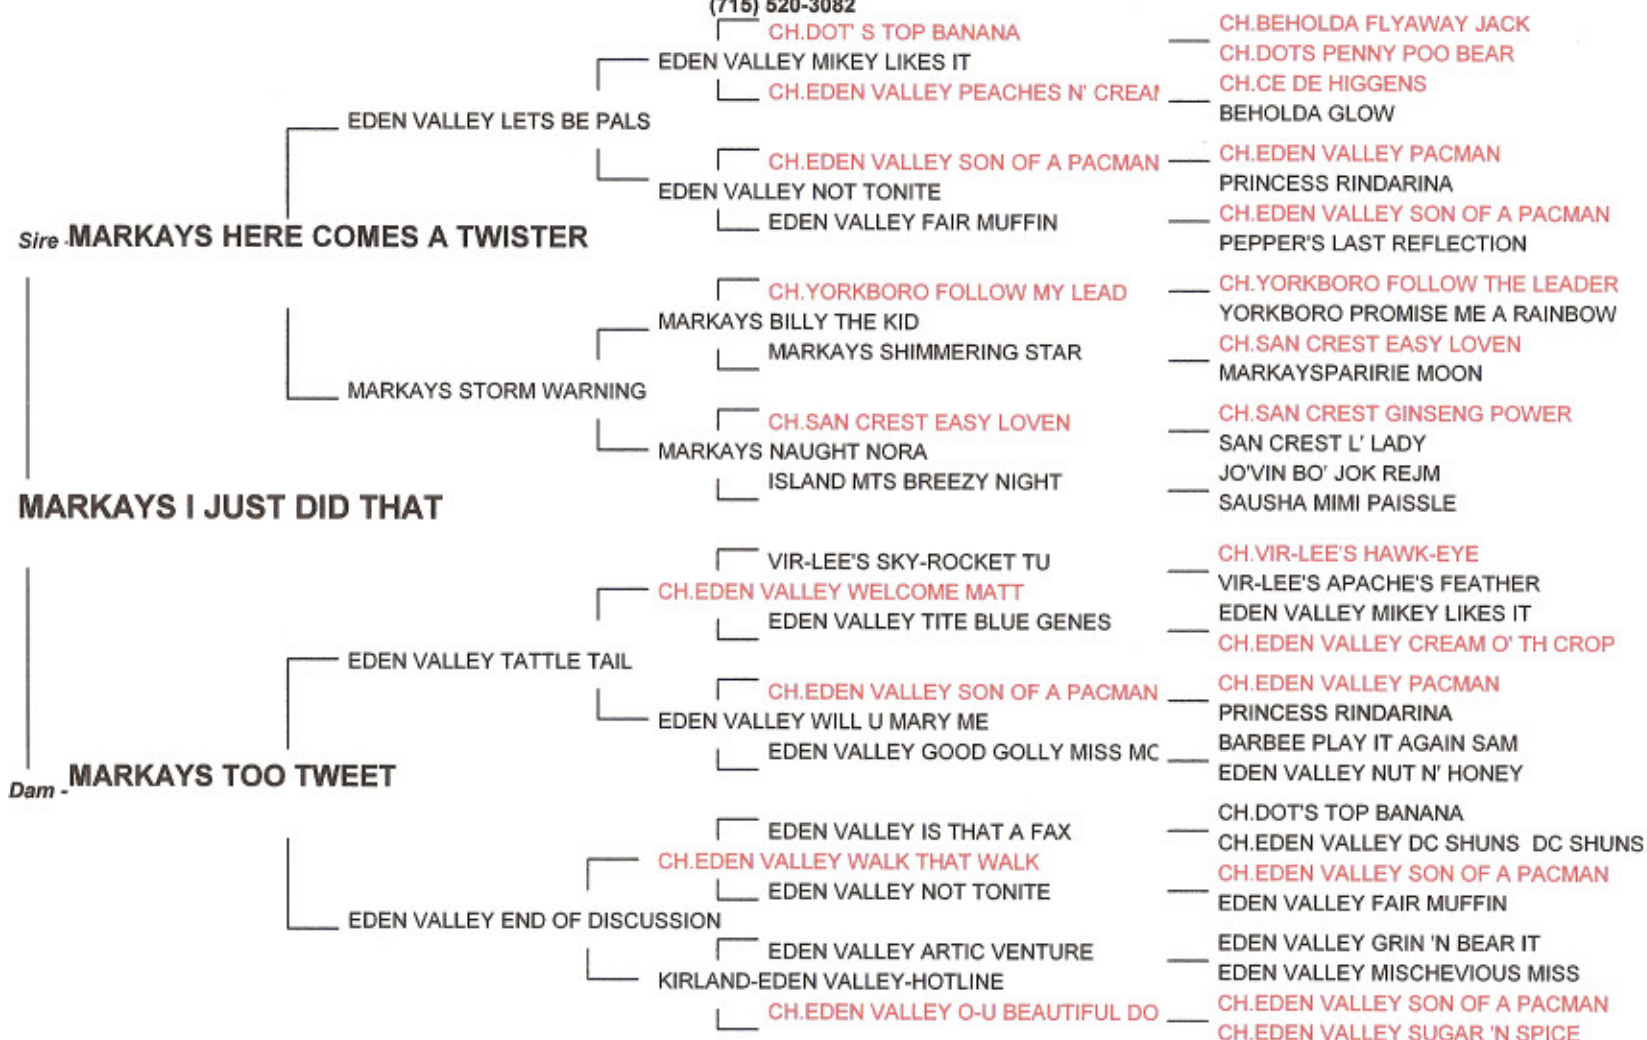 (715) 520-3082
CH.DOT' S TOP BANANA
CH.BEHOLDA FLYAWAY JACK
CH.DOTS PENNY POO BEAR
EDEN VALLEY MIKEY LIKES IT
CH.EDEN VALLEY PEACHES N'
CH.CE DE HIGGENS
BEHOLDA GLOW
EDEN VALLEY LETS BE PALS
CH.EDEN VALLEY SON OF A PACMAN
CH.EDEN VALLEY PACMAN
PRINCESS RINDARINA
EDEN VALLEY NOT TONITE
EDEN VALLEY FAIR MUFFIN
CH.EDEN VALLEY SON OF A PACMAN
PEPPER'S LAST REFLECTION
Sire - MARKAYS HERE COMES A TWISTER
CH.YORKBORO FOLLOW MY LEAD
CH.YORKBORO FOLLOW THE LEADER
YORKBORO PROMISE ME A RAINBOW
MARKAYS BILLY THE KID
MARKAYS SHIMMERING STAR
CH.SAN CREST EASY LOVEN
MARKAYSPARIRIE MOON
MARKAYS STORM WARNING
CH.SAN CREST EASY LOVEN
CH.SAN CREST GINSENG POWER
SAN CREST L' LADY
MARKAYS NAUGHT NORA
ISLAND MTS BREEZY NIGHT
JO'VIN BO' JOK REJM
SAUSHA MIMI PAISSLE
MARKAYS I JUST DID THAT
VIR-LEE'S SKY-ROCKET TU
CH.VIR-LEE'S HAWK-EYE
VIR-LEE'S APACHE'S FEATHER
CH.EDEN VALLEY WELCOME MATT
EDEN VALLEY TITE BLUE GENES
EDEN VALLEY MIKEY LIKES IT
CH.EDEN VALLEY CREAM O' TH CROP
EDEN VALLEY TATTLE TAIL
CH.EDEN VALLEY SON OF A PACMAN
CH.EDEN VALLEY PACMAN
PRINCESS RINDARINA
EDEN VALLEY WILL U MARY ME
EDEN VALLEY GOOD GOLLY MISS
BARBEE PLAY IT AGAIN SAM
EDEN VALLEY NUT N' HONEY
Dam - MARKAYS TOO TWEET
EDEN VALLEY IS THAT A FAX
CH.DOT'S TOP BANANA
CH.EDEN VALLEY DC SHUNS DC SHUNS
CH.EDEN VALLEY WALK THAT WALK
EDEN VALLEY NOT TONITE
CH.EDEN VALLEY SON OF A PACMAN
EDEN VALLEY FAIR MUFFIN
EDEN VALLEY END OF DISCUSSION
EDEN VALLEY ARTIC VENTURE
EDEN VALLEY GRIN 'N BEAR IT
EDEN VALLEY MISCHEVIOUS MISS
KIRLAND-EDEN VALLEY-HOTLINE
CH.EDEN VALLEY O-U BEAUTIFUL DO
CH.EDEN VALLEY SON OF A PACMAN
CH.EDEN VALLEY SUGAR 'N SPICE